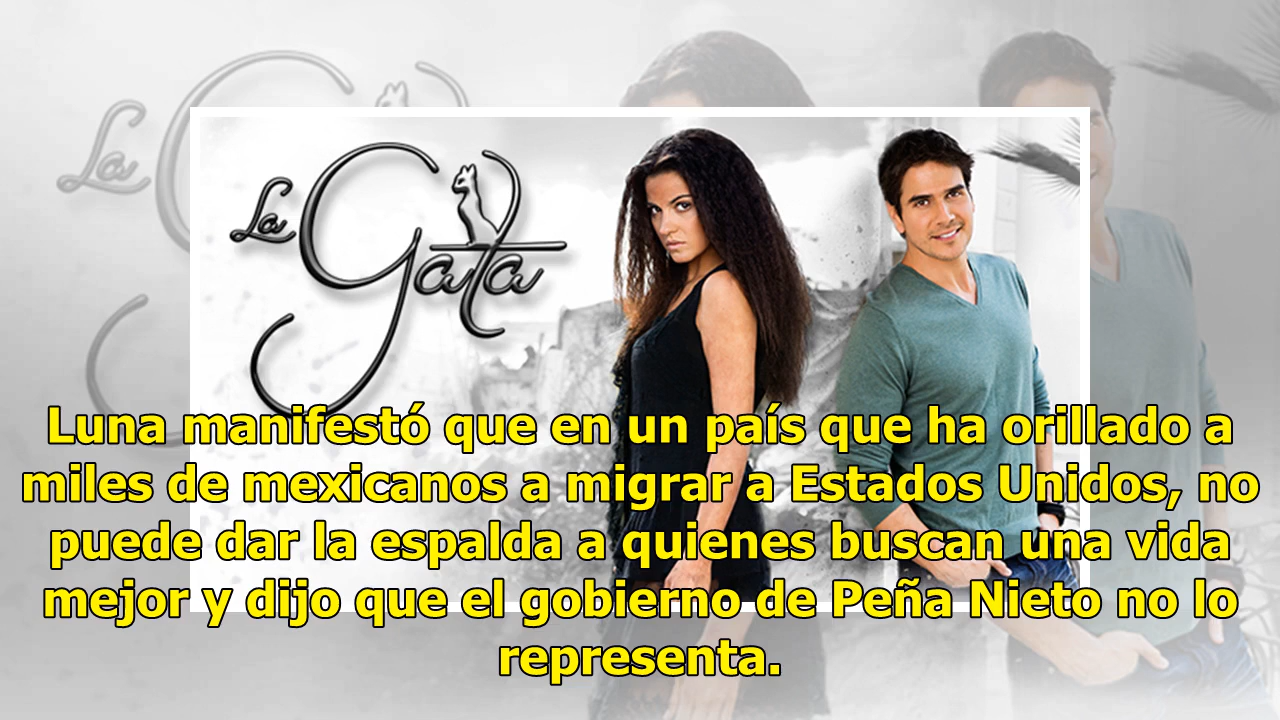 La Gata
Luna manifestó que en un país que ha orillado a
miles de mexicanos a migrar a Estados Unidos, no
puede dar la espalda a quienes buscan una vida
mejor y dijo que el gobierno de Peña Nieto no lo
representa.